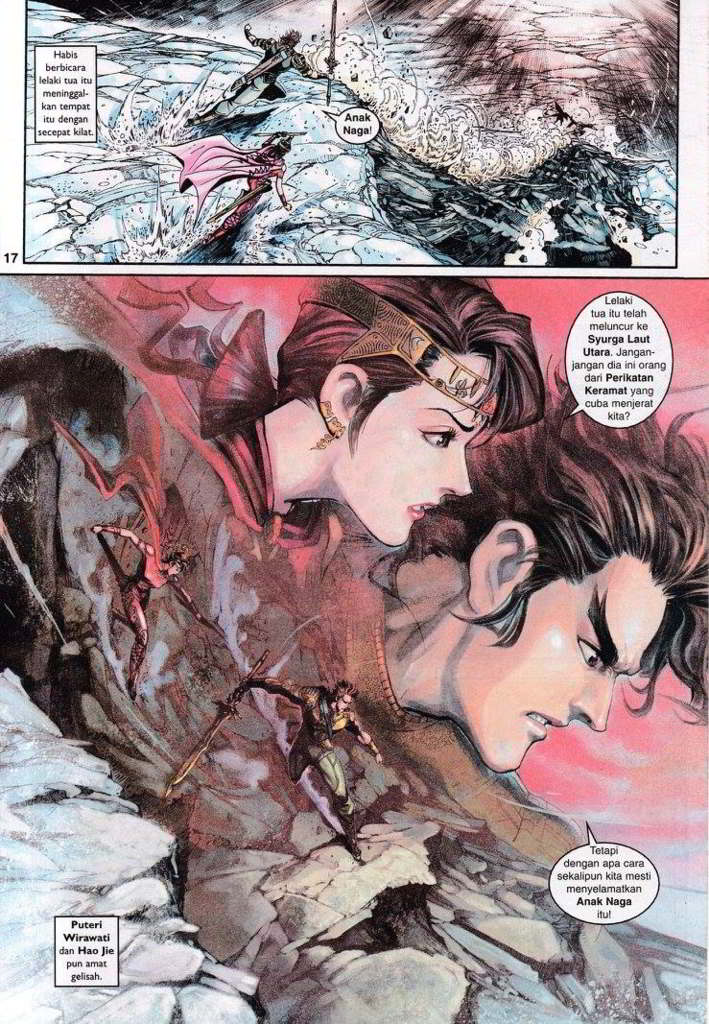 Habis
berbicara
lelaki tua itu
meninggal-
kan tempat
itu dengan
secepat kilat.
Anak
Naga!
17
Lelaki
tua itu telah
meluncur ke
Syurga Laut
Utara. Jangan-
jangan dia ini orang
dari Perikatan
Keramat yang
cuba menjerat
kita?
Tetapi
dengan apa cara
sekalipun kita mesti
menyelamatkan
Anak Naga
itu!
Puteri
Wirawati
dan Hao Jie
pun amat
gelisah.